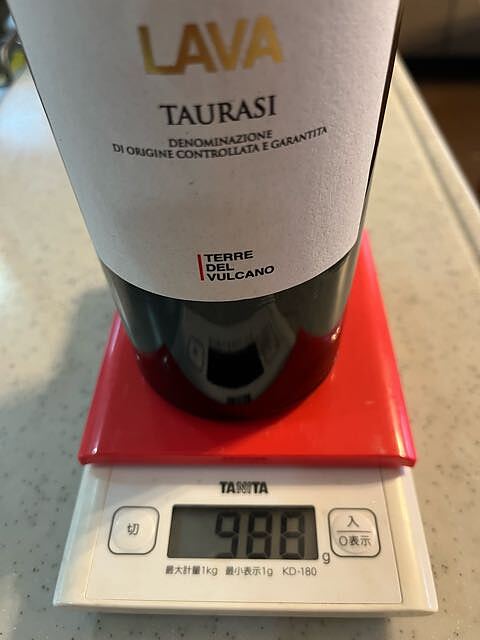 LAVA
TAURASI
DENOMINAZIONE
DI ORIGINE CONTROLLATA E GARANTITA
TERRE
DEL
VULCANO
TANITA
切
988 g
入
0表示
最大計量1kg 最小表示1g KD-180